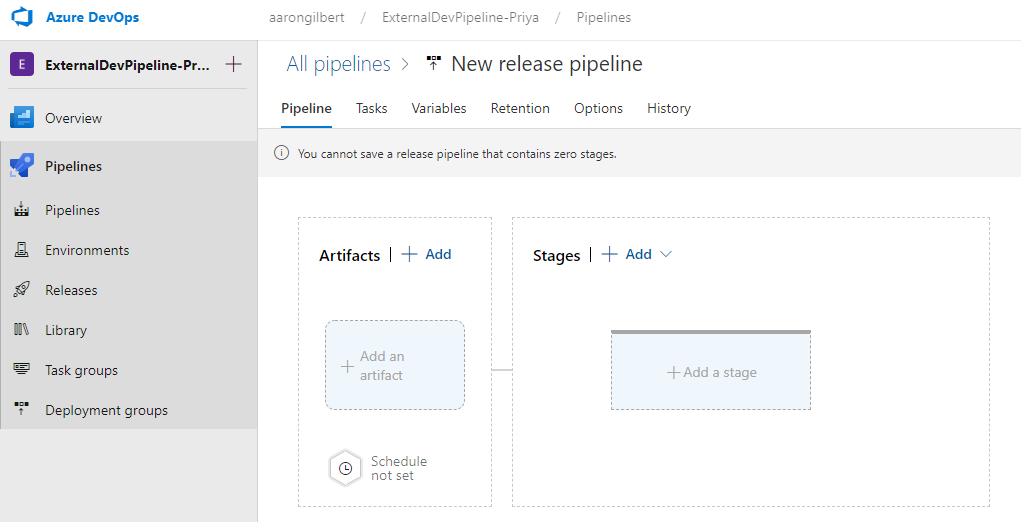 Azure DevOps
aarongilbert / ExternalDevPipeline-Priya / Pipelines
E ExternalDevPipeline-Pr...
All pipelines > New release pipeline
Pipeline Tasks Variables Retention Options History
You cannot save a release pipeline that contains zero stages.
Overview
Pipelines
Pipelines
Environments
Releases
Library
Task groups
Deployment groups
Artifacts | + Add
Add an
artifact
Schedule
not set
Stages | + Add
+ Add a stage